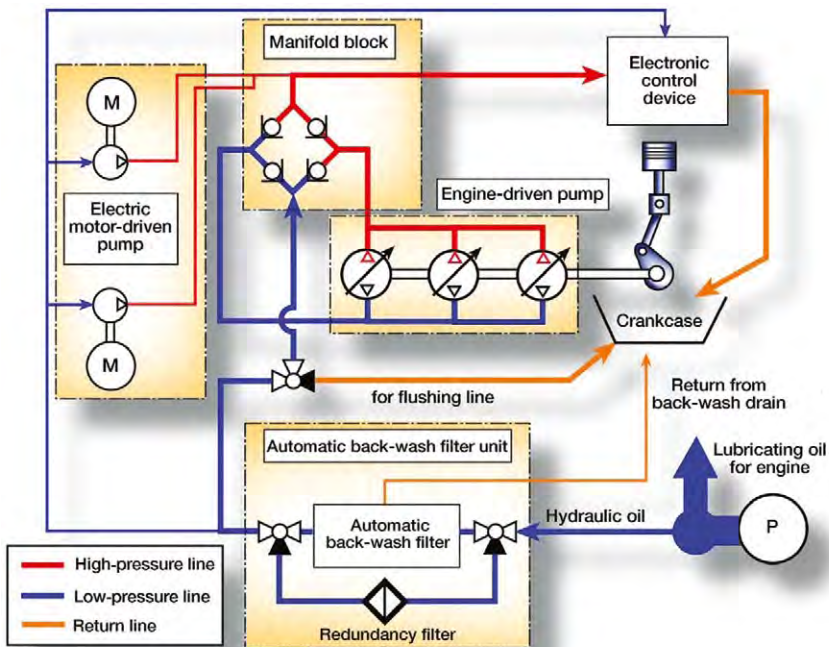 Manifold block
Electronic
control
device
M
Electric
motor-driven
pump
Engine-driven pump
M
Crankcase
for flushing line
Return from
back-wash drain
Automatic back-wash filter unit
Lubricating oil
for engine
Automatic
back-wash filter
Hydraulic oil
P
High-pressure line
Low-pressure line
Return line
Redundancy filter